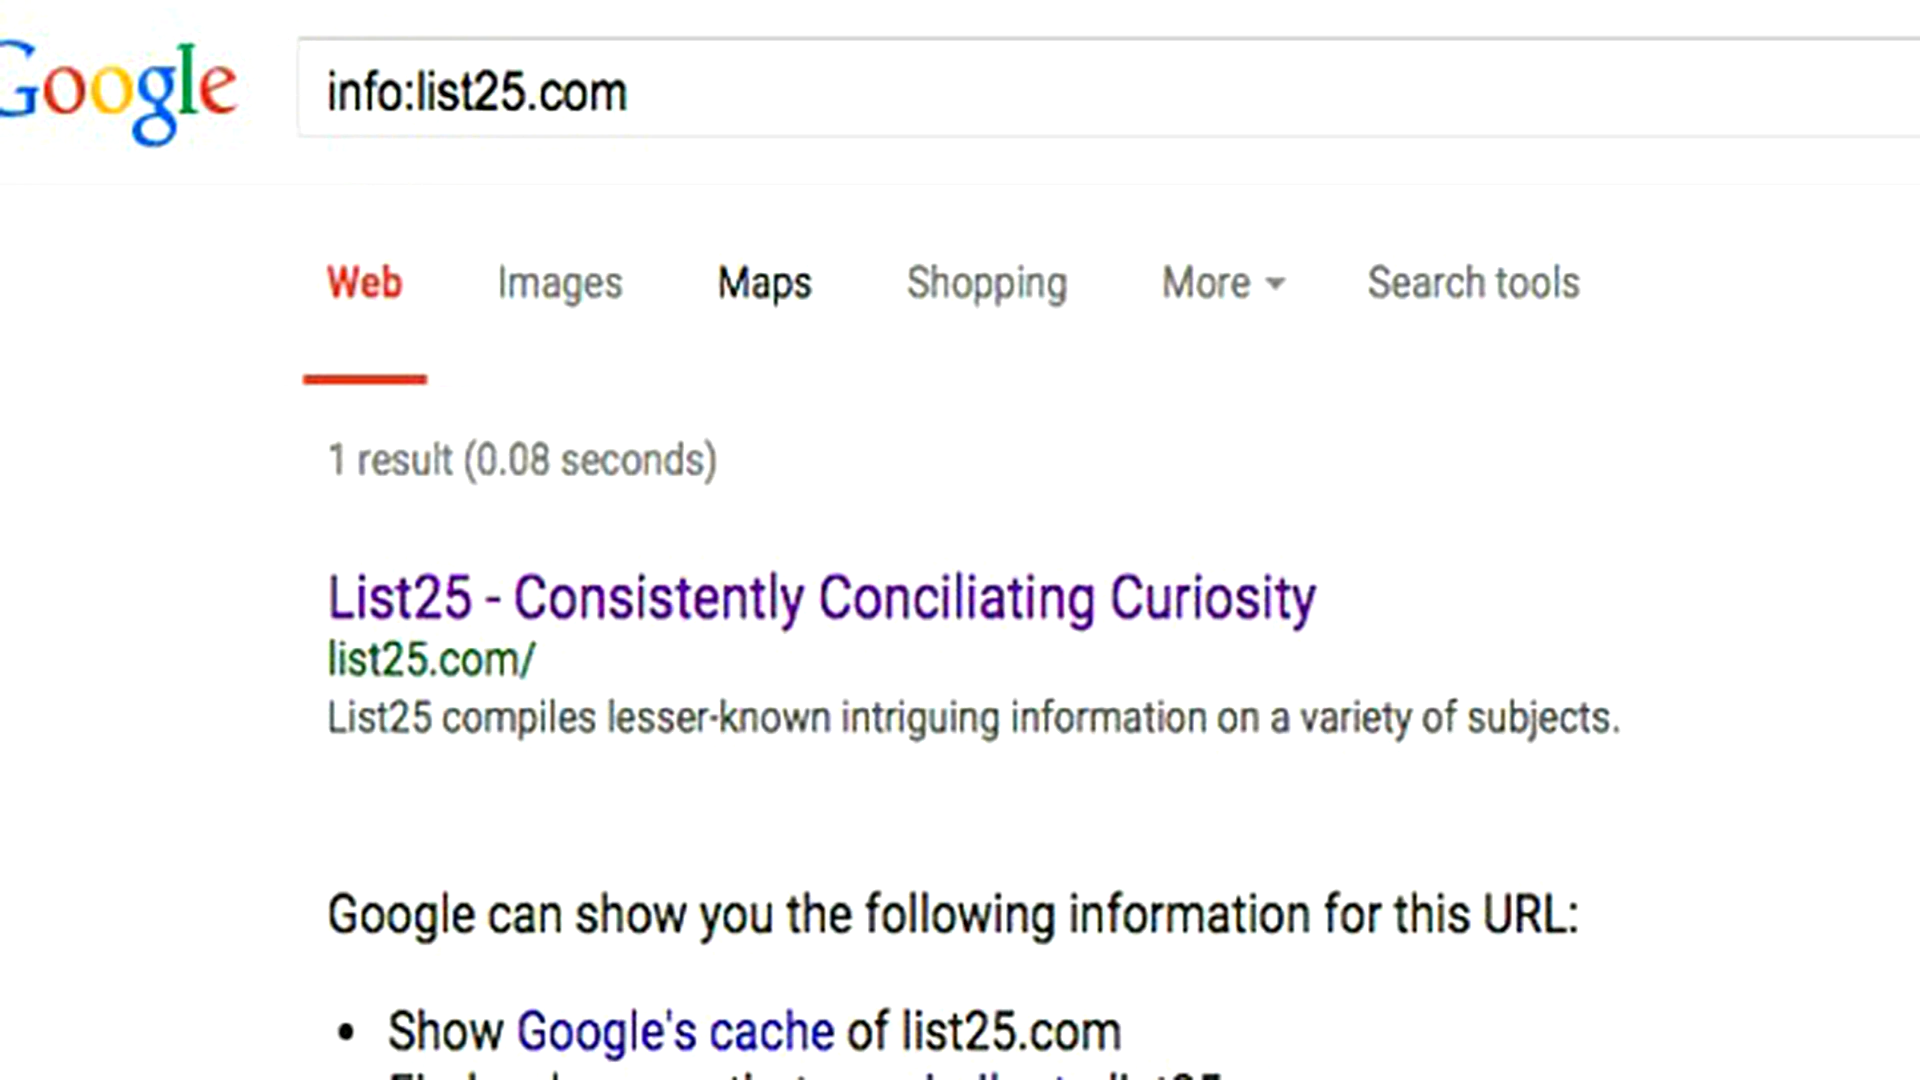 Google
info:list25.com
Web Images Maps Shopping More Search tools
1 result (0.08 seconds)
List25 - Consistently Conciliating Curiosity
list25.com/
List25 compiles lesser-known intriguing information on a variety of subjects.
Google can show you the following information for this URL:
• Show Google's cache of list25.com